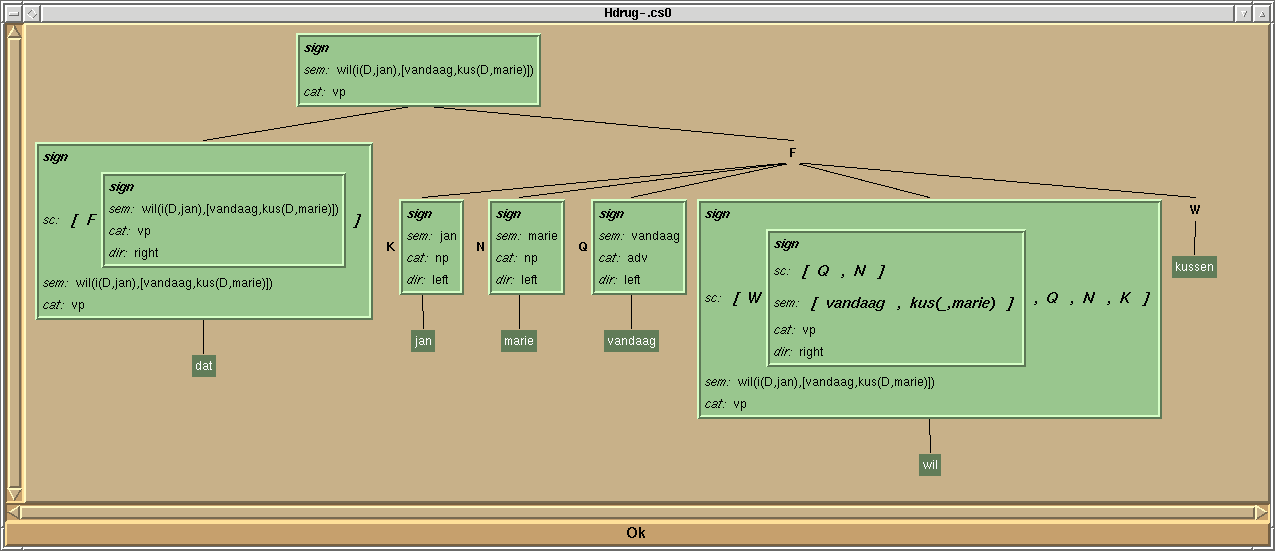 Hdrug-.cs0
sign
sem: wil(i(D,jan),[vandaag,kus(D,marie)])
cat: vp
sign
sc: [ F
sign
sem: wil(i(D,jan),[vandaag,kus(D,marie)])
cat: vp
dir: right
]
sem: wil(i(D,jan),[vandaag,kus(D,marie)])
cat: vp
dat
F
K
sign
sem: jan
cat: np
dir: left
jan
N
sign
sem: marie
cat: np
dir: left
marie
Q
sign
sem: vandaag
cat: adv
dir: left
vandaag
sign
sc: [ W
sign
sc: [ Q , N ]
sem: [ vandaag , kus(_,marie) ]
cat: vp
dir: right
, Q , N , K ]
sem: wil(i(D,jan),[vandaag,kus(D,marie)])
cat: vp
wil
W
kussen
Ok